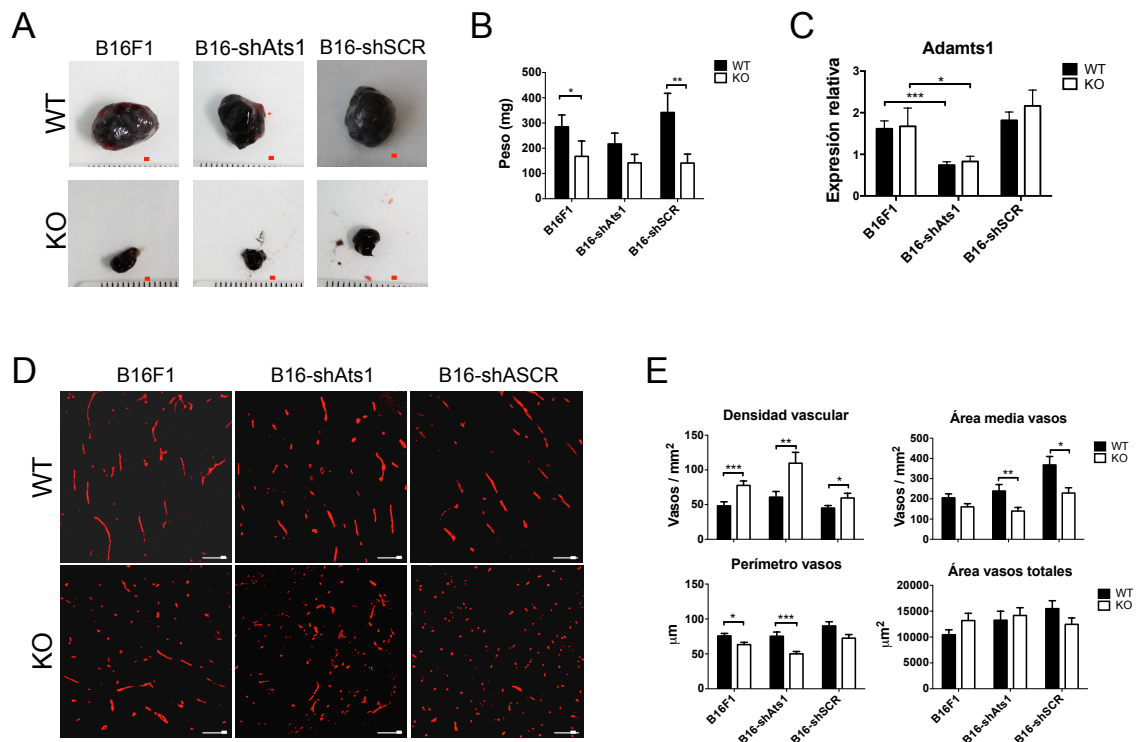 A
B16F1
B16-shAts1
B16-shSCR
WT
KO
B
WT
KO
Peso (mg)
500
400
300
200
100
0
*
**
B16F1
B16-shAts1
B16-shSCR
C
Adamts1
WT
KO
Expresión relativa
3
2
1
0
***
*
B16F1
B16-shAts1
B16-shSCR
D
B16F1
B16-shAts1
B16-shASCR
WT
KO
E
Densidad vascular
Vasos / mm2
150
100
50
0
***
**
*
Área media vasos
Vasos / mm2
500
400
300
200
100
0
**
*
WT
KO
Perímetro vasos
µm
150
100
50
0
*
***
B16F1
B16-shAts1
B16-shSCR
Área vasos totales
µm2
20000
15000
10000
5000
0
WT
KO
B16F1
B16-shAts1
B16-shSCR